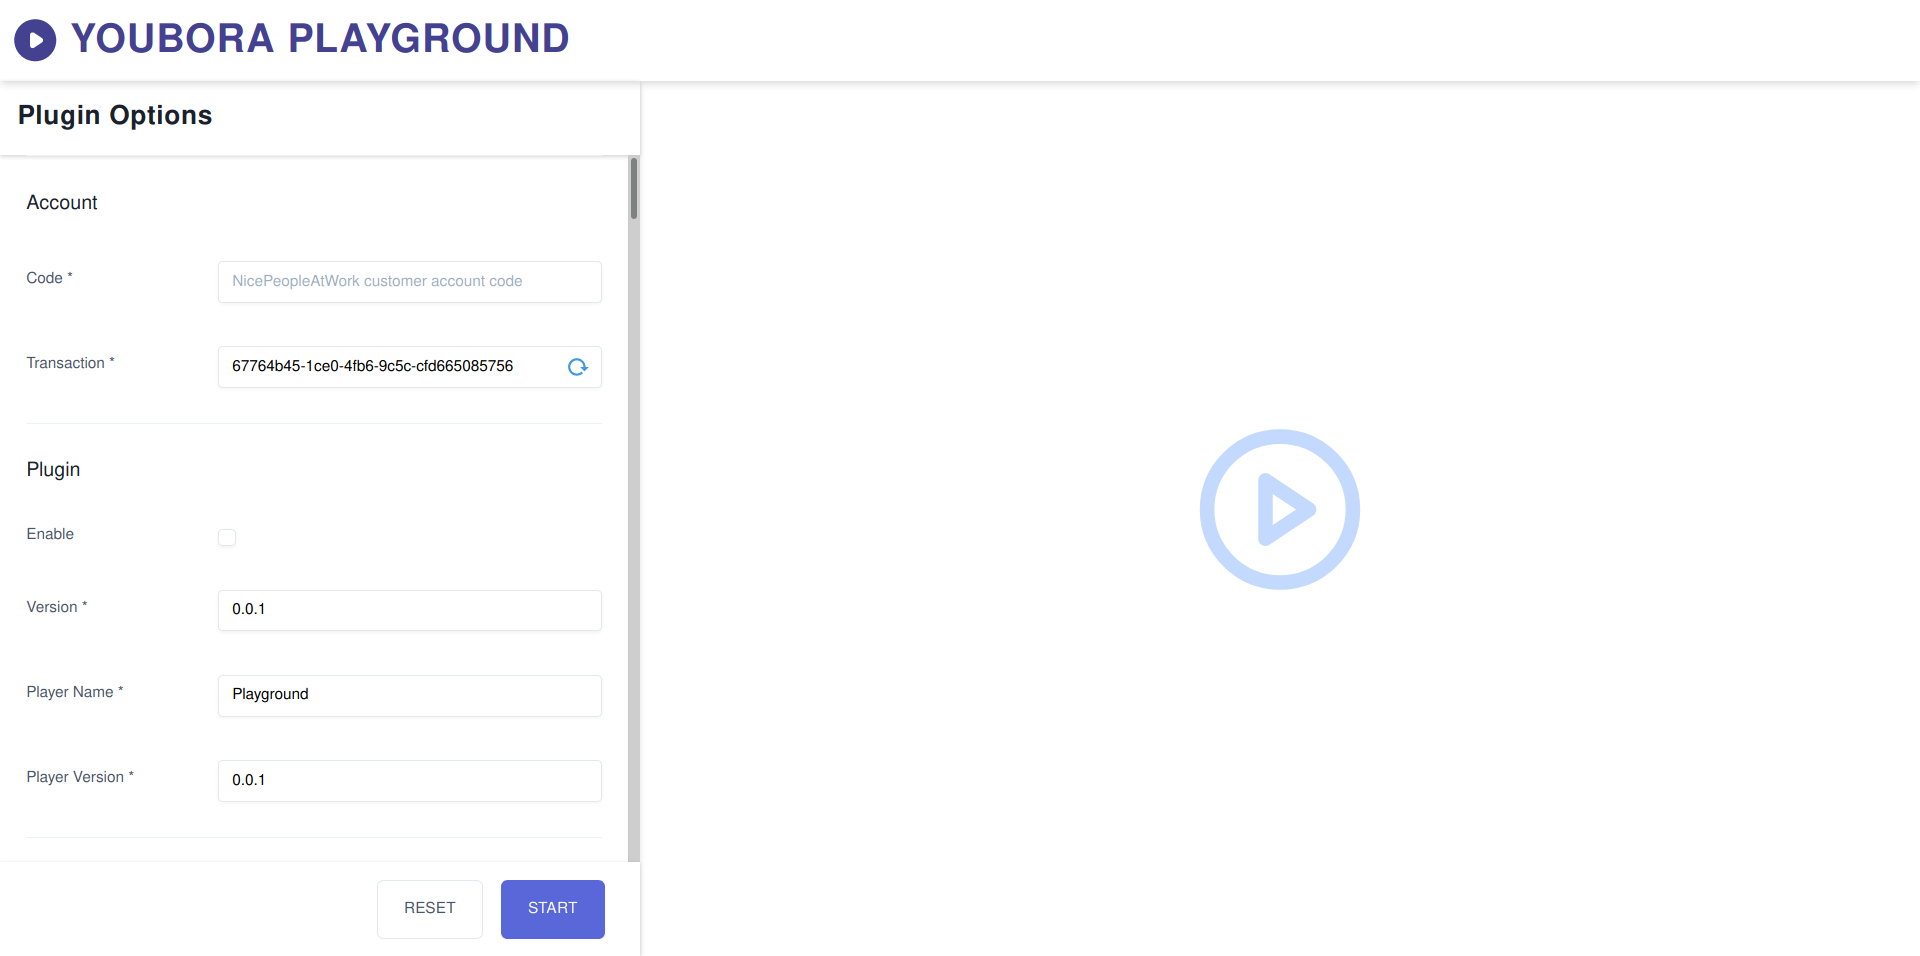 YOUBORA PLAYGROUND
Plugin Options
Account
Code *
NicePeopleAtWork customer account code
Transaction *
67764b45-1ce0-4fb6-9c5c-cfd665085756
Plugin
Enable
Version *
0.0.1
Player Name *
Playground
Player Version *
0.0.1
RESET
START